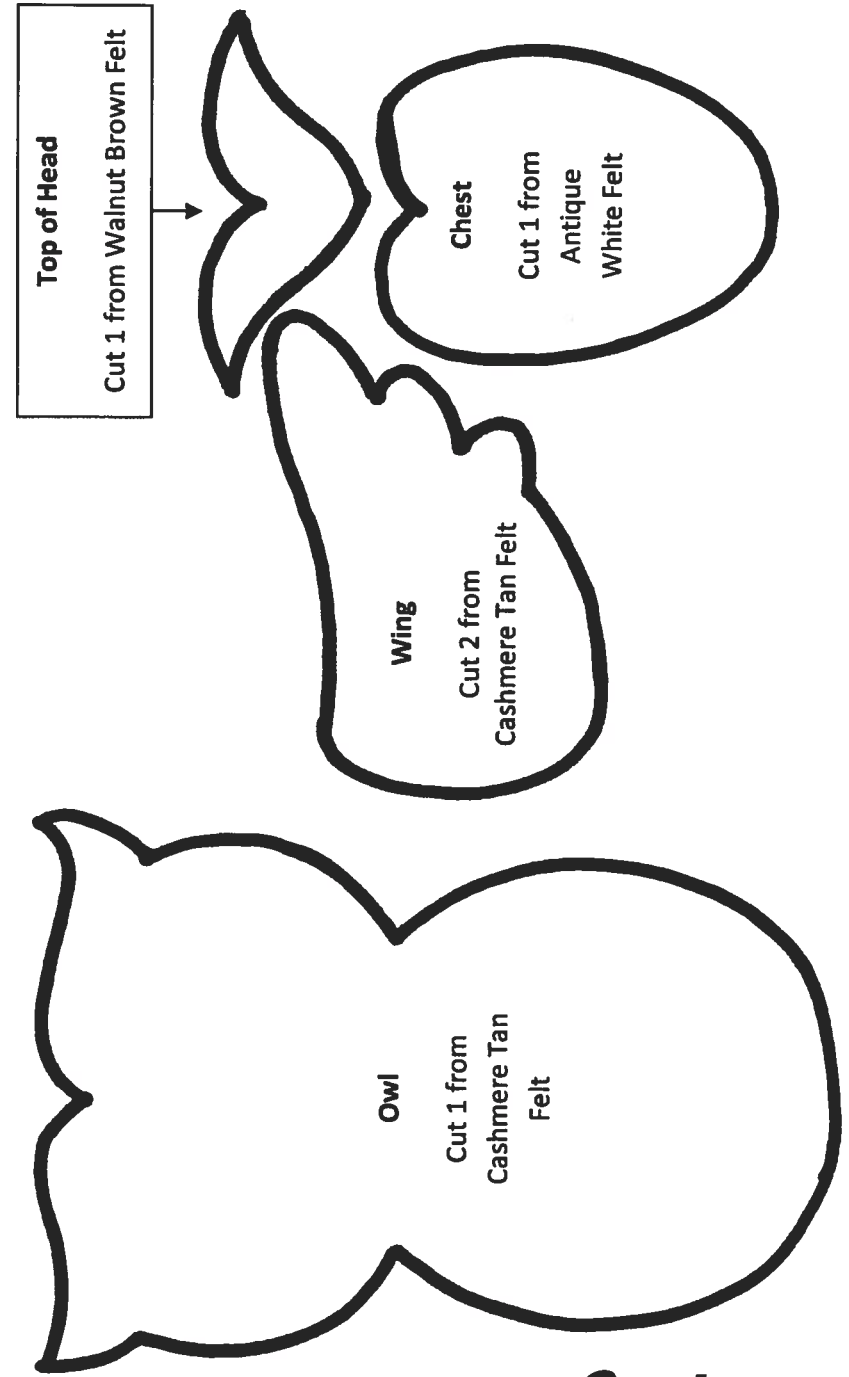 Top of Head
Cut 1 from Walnut Brown Felt
Chest
Cut 1 from
Antique
White Felt
Wing
Cut 2 from
Cashmere Tan Felt
Owl
Cut 1 from
Cashmere Tan
Felt